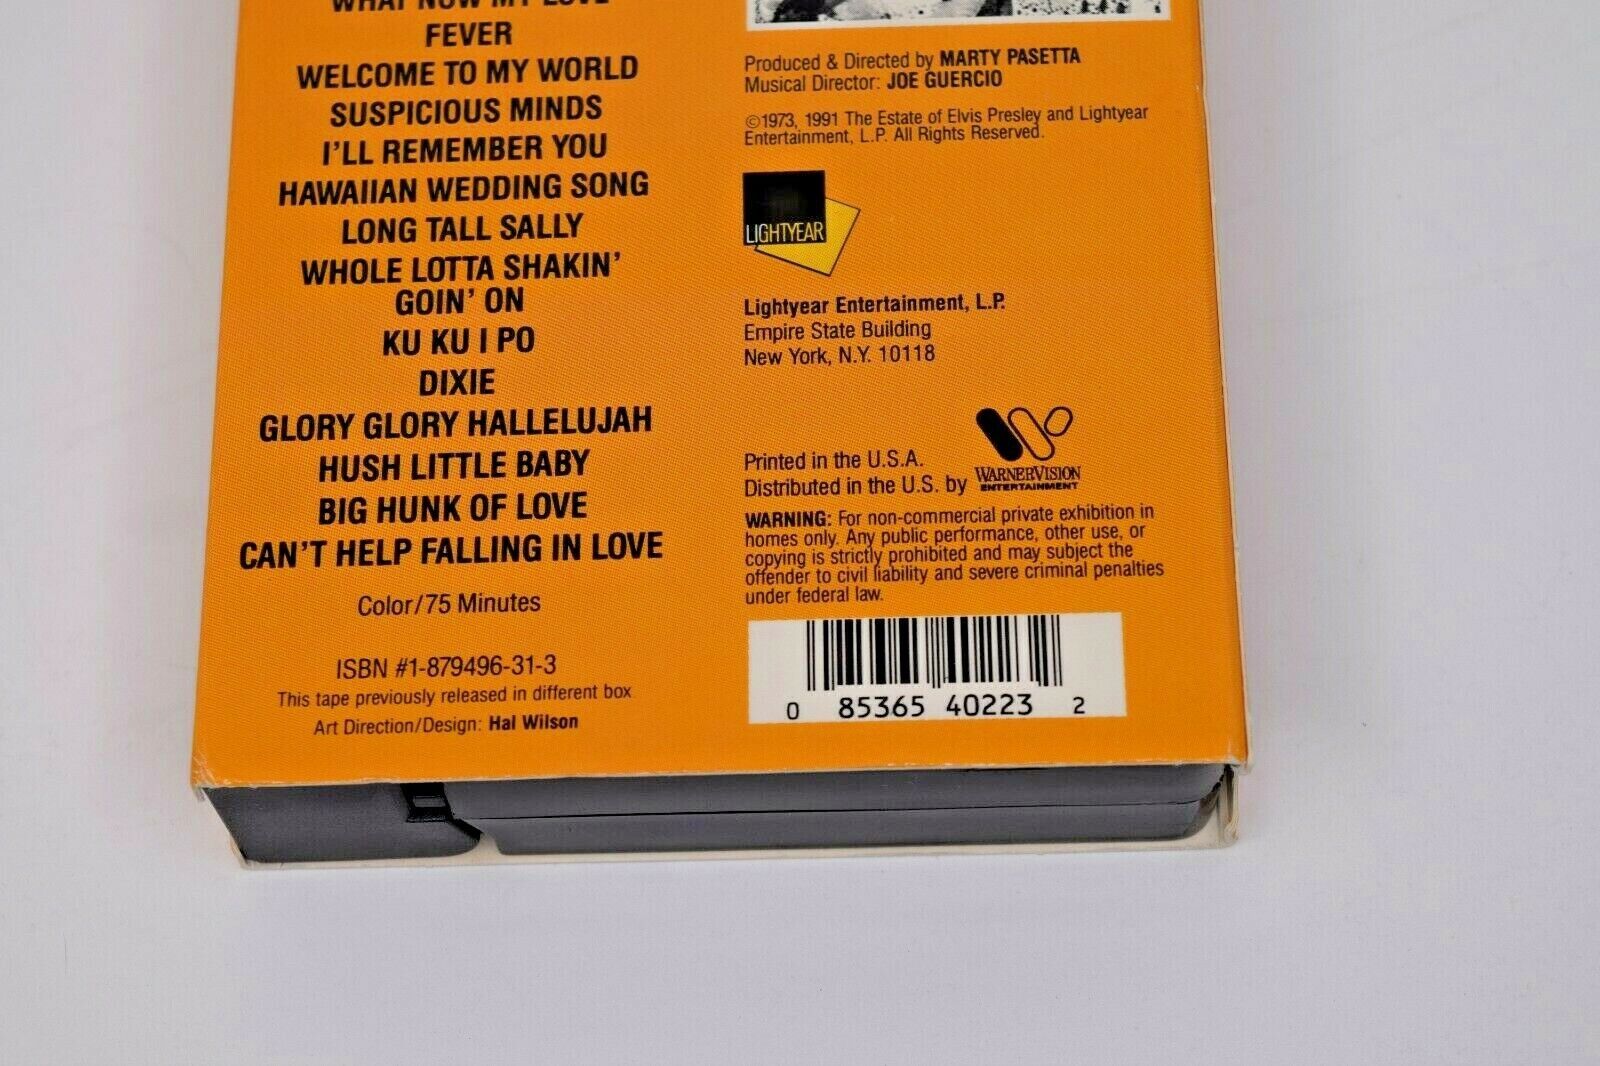 WHAT NOW MY LOVE
FEVER
WELCOME TO MY WORLD
SUSPICIOUS MINDS
I'LL REMEMBER YOU
HAWAIIAN WEDDING SONG
LONG TALL SALLY
WHOLE LOTTA SHAKIN'
GOIN' ON
KU KU I PO
DIXIE
GLORY GLORY HALLELUJAH
HUSH LITTLE BABY
BIG HUNK OF LOVE
CAN'T HELP FALLING IN LOVE
Color/75 Minutes
ISBN #1-879496-31-3
This tape previously released in different box
Art Direction/Design: Hal Wilson
Produced & Directed by MARTY PASETTA
Musical Director: JOE GUERCIO
©1973, 1991 The Estate of Elvis Presley and Lightyear
Entertainment, L.P. All Rights Reserved.
LIGHTYEAR
Lightyear Entertainment, L.P.
Empire State Building
New York, N.Y. 10118
Printed in the U.S.A.
Distributed in the U.S. by
WARNERVISION
ENTERTAINMENT
WARNING: For non-commercial private exhibition in
homes only. Any public performance, other use, or
copying is strictly prohibited and may subject the
offender to civil liability and severe criminal penalties
under federal law.
0 85365 40223 2